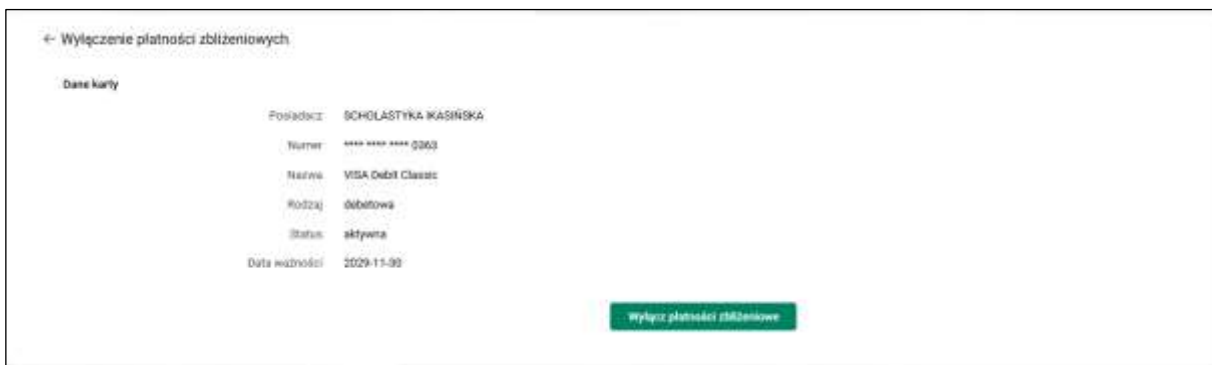 ← Wyłączenie płatności zbliżeniowych
Dane karty
Posiadacz SCHOLASTYKA IKASIŃSKA
Numer **** **** **** 0363
Nazwa VISA Debit Classic
Rodzaj debetowa
Status aktywna
Data ważności 2029-11-30
Wyłącz płatności zbliżeniowe